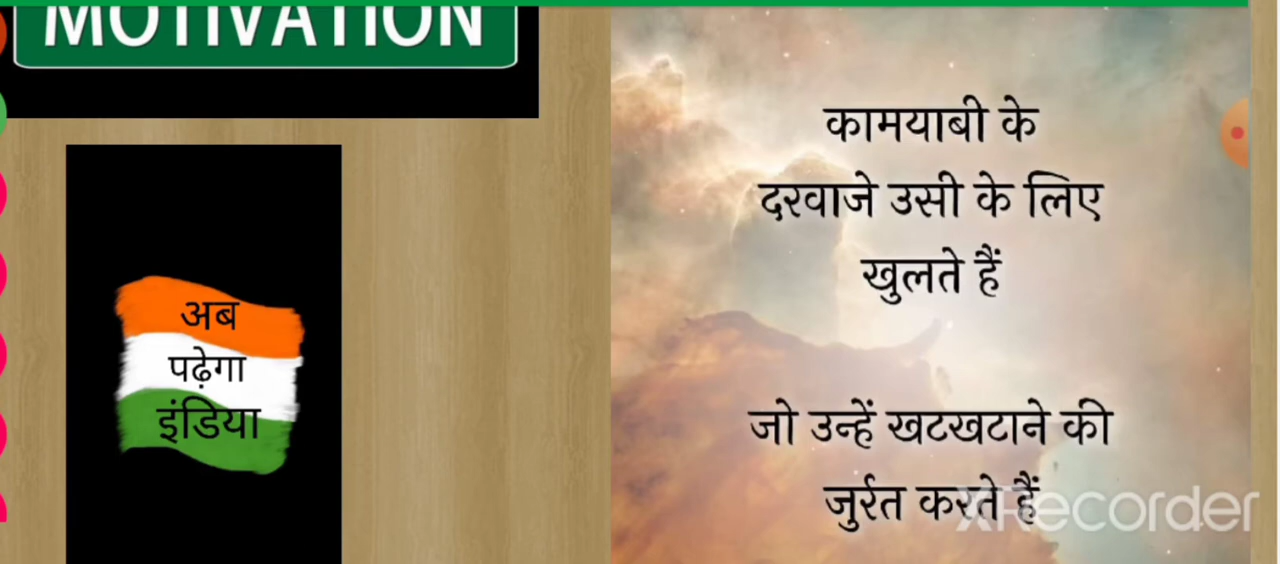 MOTIVATION
अब
पढ़ेगा
इंडिया
कामयाबी के
दरवाजे उसी के लिए
खुलते हैं
जो उन्हें खटखटाने की
जुर्रत करते हैं
XRecorder